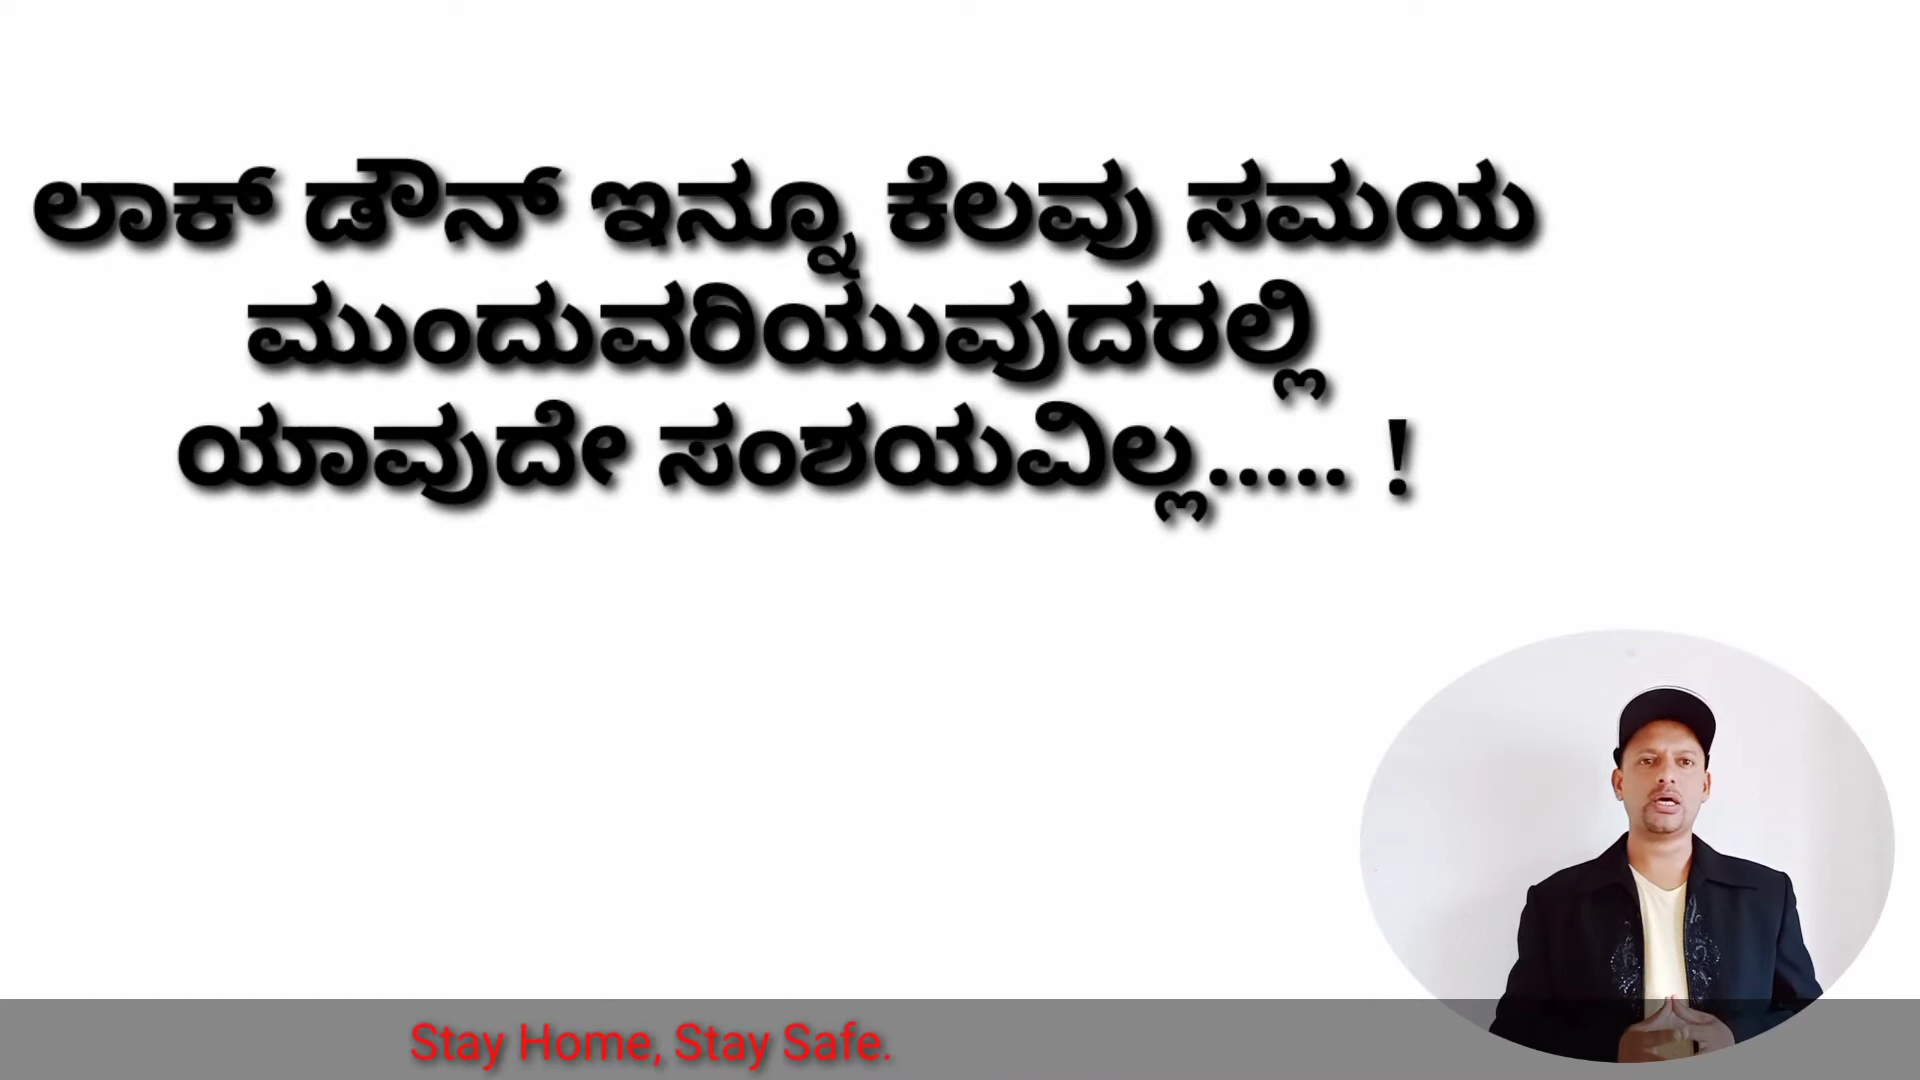 ಲಾಕ್ ಡೌನ್ ಇನ್ನೂ ಕೆಲವು ಸಮಯ
ಮುಂದುವರಿಯುವುದರಲ್ಲಿ
ಯಾವುದೇ ಸಂಶಯವಿಲ್ಲ..... !
Stay Home, Stay Safe.